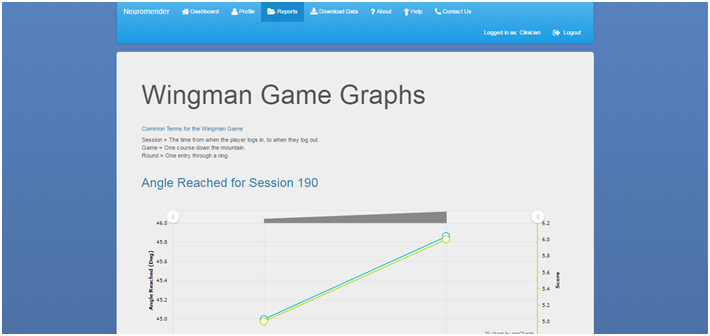 Neuromender Dashboard Profile Reports Download Data ? About Help Contact Us
Logged in as: Clinician Logout
Wingman Game Graphs
Common Terms for the Wingman Game
Session = The time from when the player logs in, to when they log out.
Game = One course down the mountain.
Round = One entry through a ring.
Angle Reached for Session 190
46.0 6.2
6.0
45.8
5.8
45.6
5.6
Angle Reached (Deg) Score
45.4
5.4
45.2
5.2
45.0 5.0
JS chart by amCharts